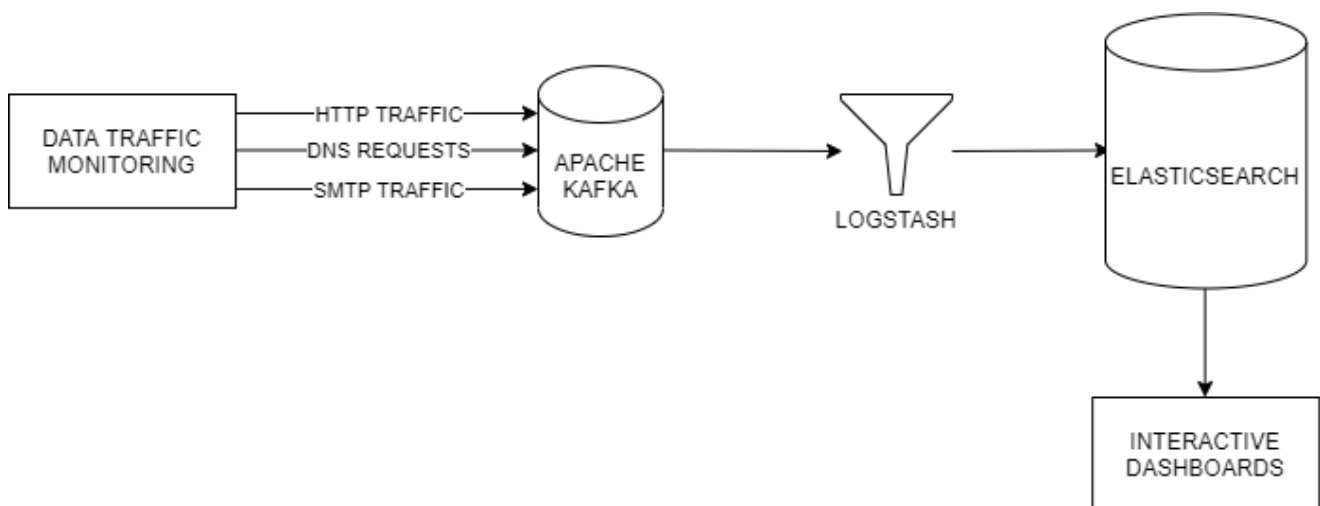 DATA TRAFFIC
MONITORING
HTTP TRAFFIC
DNS REQUESTS
SMTP TRAFFIC
APACHE
KAFKA
LOGSTASH
ELASTICSEARCH
INTERACTIVE
DASHBOARDS